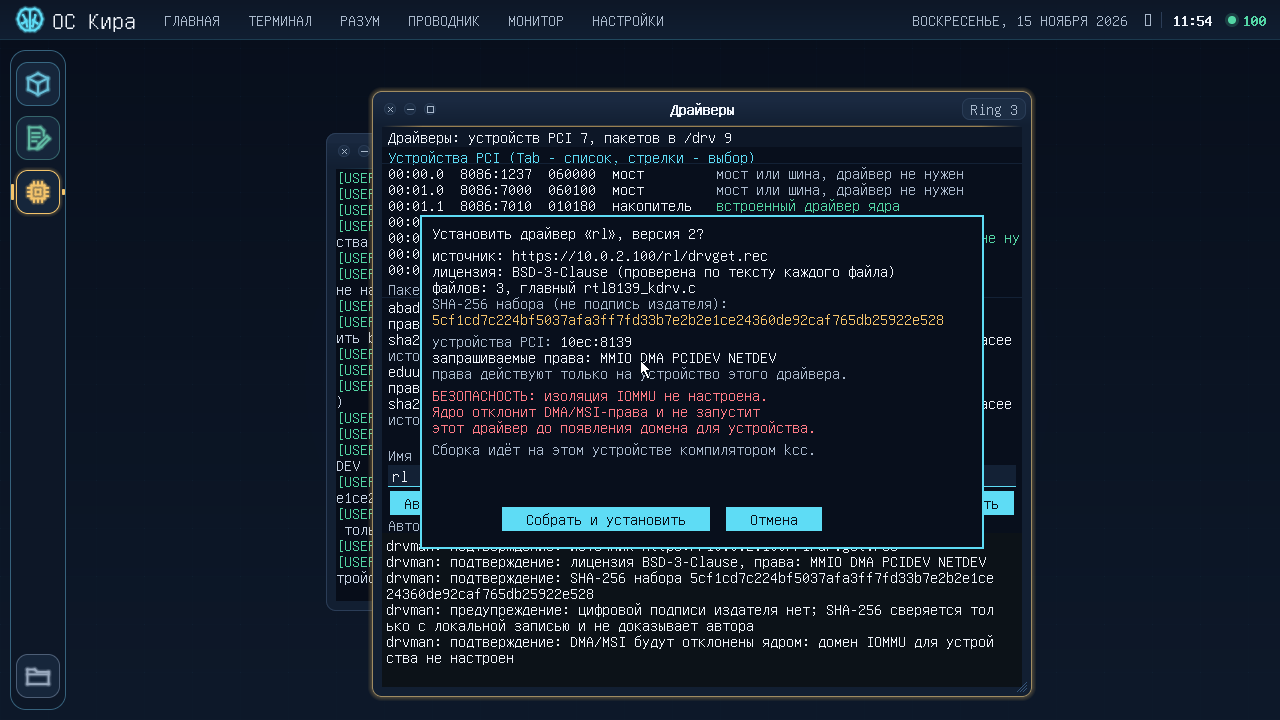 ОС Кира
ГЛАВНАЯ ТЕРМИНАЛ РАЗУМ ПРОВОДНИК МОНИТОР НАСТРОЙКИ
ВОСКРЕСЕНЬЕ, 15 НОЯБРЯ 2026 11:54 100
Драйверы Ring 3
Драйверы: устройств PCI 7, пакетов в /drv 9
Устройства PCI (Tab - список, стрелки - выбор)
00:00.0 8086:1237 060000 мост мост или шина, драйвер не нужен
00:01.0 8086:7000 060100 мост мост или шина, драйвер не нужен
00:01.1 8086:7010 010180 накопитель встроенный драйвер ядра
Установить драйвер «rl», версия 2?
источник: https://10.0.2.100/rl/drvget.rec
лицензия: BSD-3-Clause (проверена по тексту каждого файла)
файлов: 3, главный rtl8139_kdrv.c
SHA-256 набора (не подпись издателя):
5cf1cd7c224bf5037afa3ff7fd33b7e2b2e1ce24360de92caf765db25922e528
устройства PCI: 10ec:8139
запрашиваемые права: MMIO DMA PCIDEV NETDEV
права действуют только на устройство этого драйвера.
БЕЗОПАСНОСТЬ: изоляция IOMMU не настроена.
Ядро отклонит DMA/MSI-права и не запустит
этот драйвер до появления домена для устройства.
Сборка идёт на этом устройстве компилятором kcc.
Имя
rl
Собрать и установить Отмена
drvman: подтверждение: лицензия BSD-3-Clause, права: MMIO DMA PCIDEV NETDEV
drvman: подтверждение: SHA-256 набора 5cf1cd7c224bf5037afa3ff7fd33b7e2b2e1ce
24360de92caf765db25922e528
drvman: предупреждение: цифровой подписи издателя нет; SHA-256 сверяется тол
ько с локальной записью и не доказывает автора
drvman: подтверждение: DMA/MSI будут отклонены ядром: домен IOMMU для устрой
ства не настроен